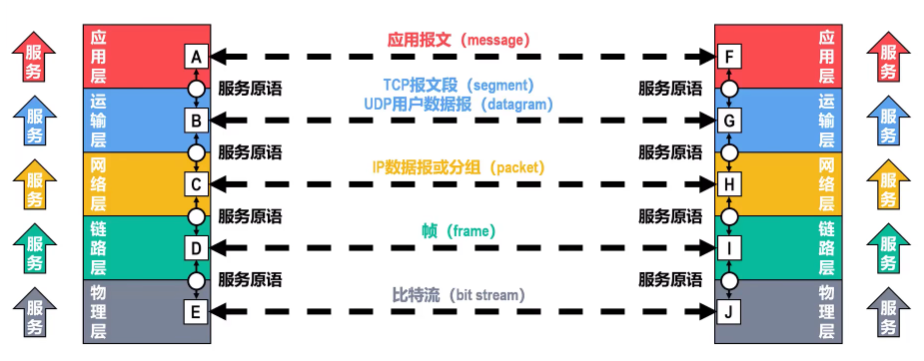 服务
应用层
A
应用报文（message）
F
应用层
服务
服务原语
服务原语
TCP报文段（segment）
UDP用户数据报（datagram）
服务
运输层
B
G
运输层
服务
服务原语
服务原语
服务
网络层
C
IP数据报或分组（packet）
H
网络层
服务
服务原语
服务原语
服务
链路层
D
帧（frame）
I
链路层
服务
服务原语
服务原语
服务
物理层
E
比特流（bit stream）
J
物理层
服务